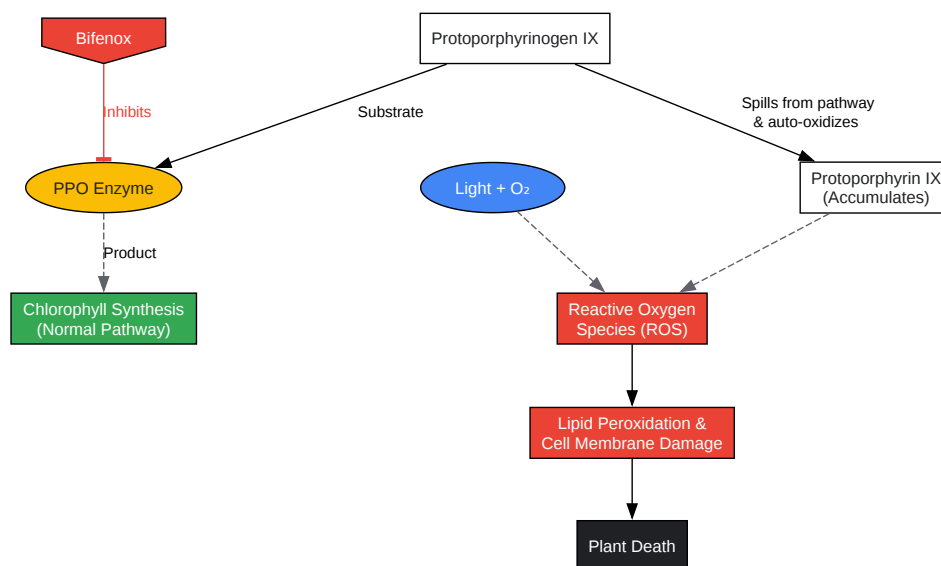 Bifenox
Protoporphyrinogen IX
Inhibits
Substrate
Spills from pathway
& auto-oxidizes
PPO Enzyme
Light + O₂
Protoporphyrin IX
(Accumulates)
Product
Chlorophyll Synthesis
(Normal Pathway)
Reactive Oxygen
Species (ROS)
Lipid Peroxidation &
Cell Membrane Damage
Plant Death